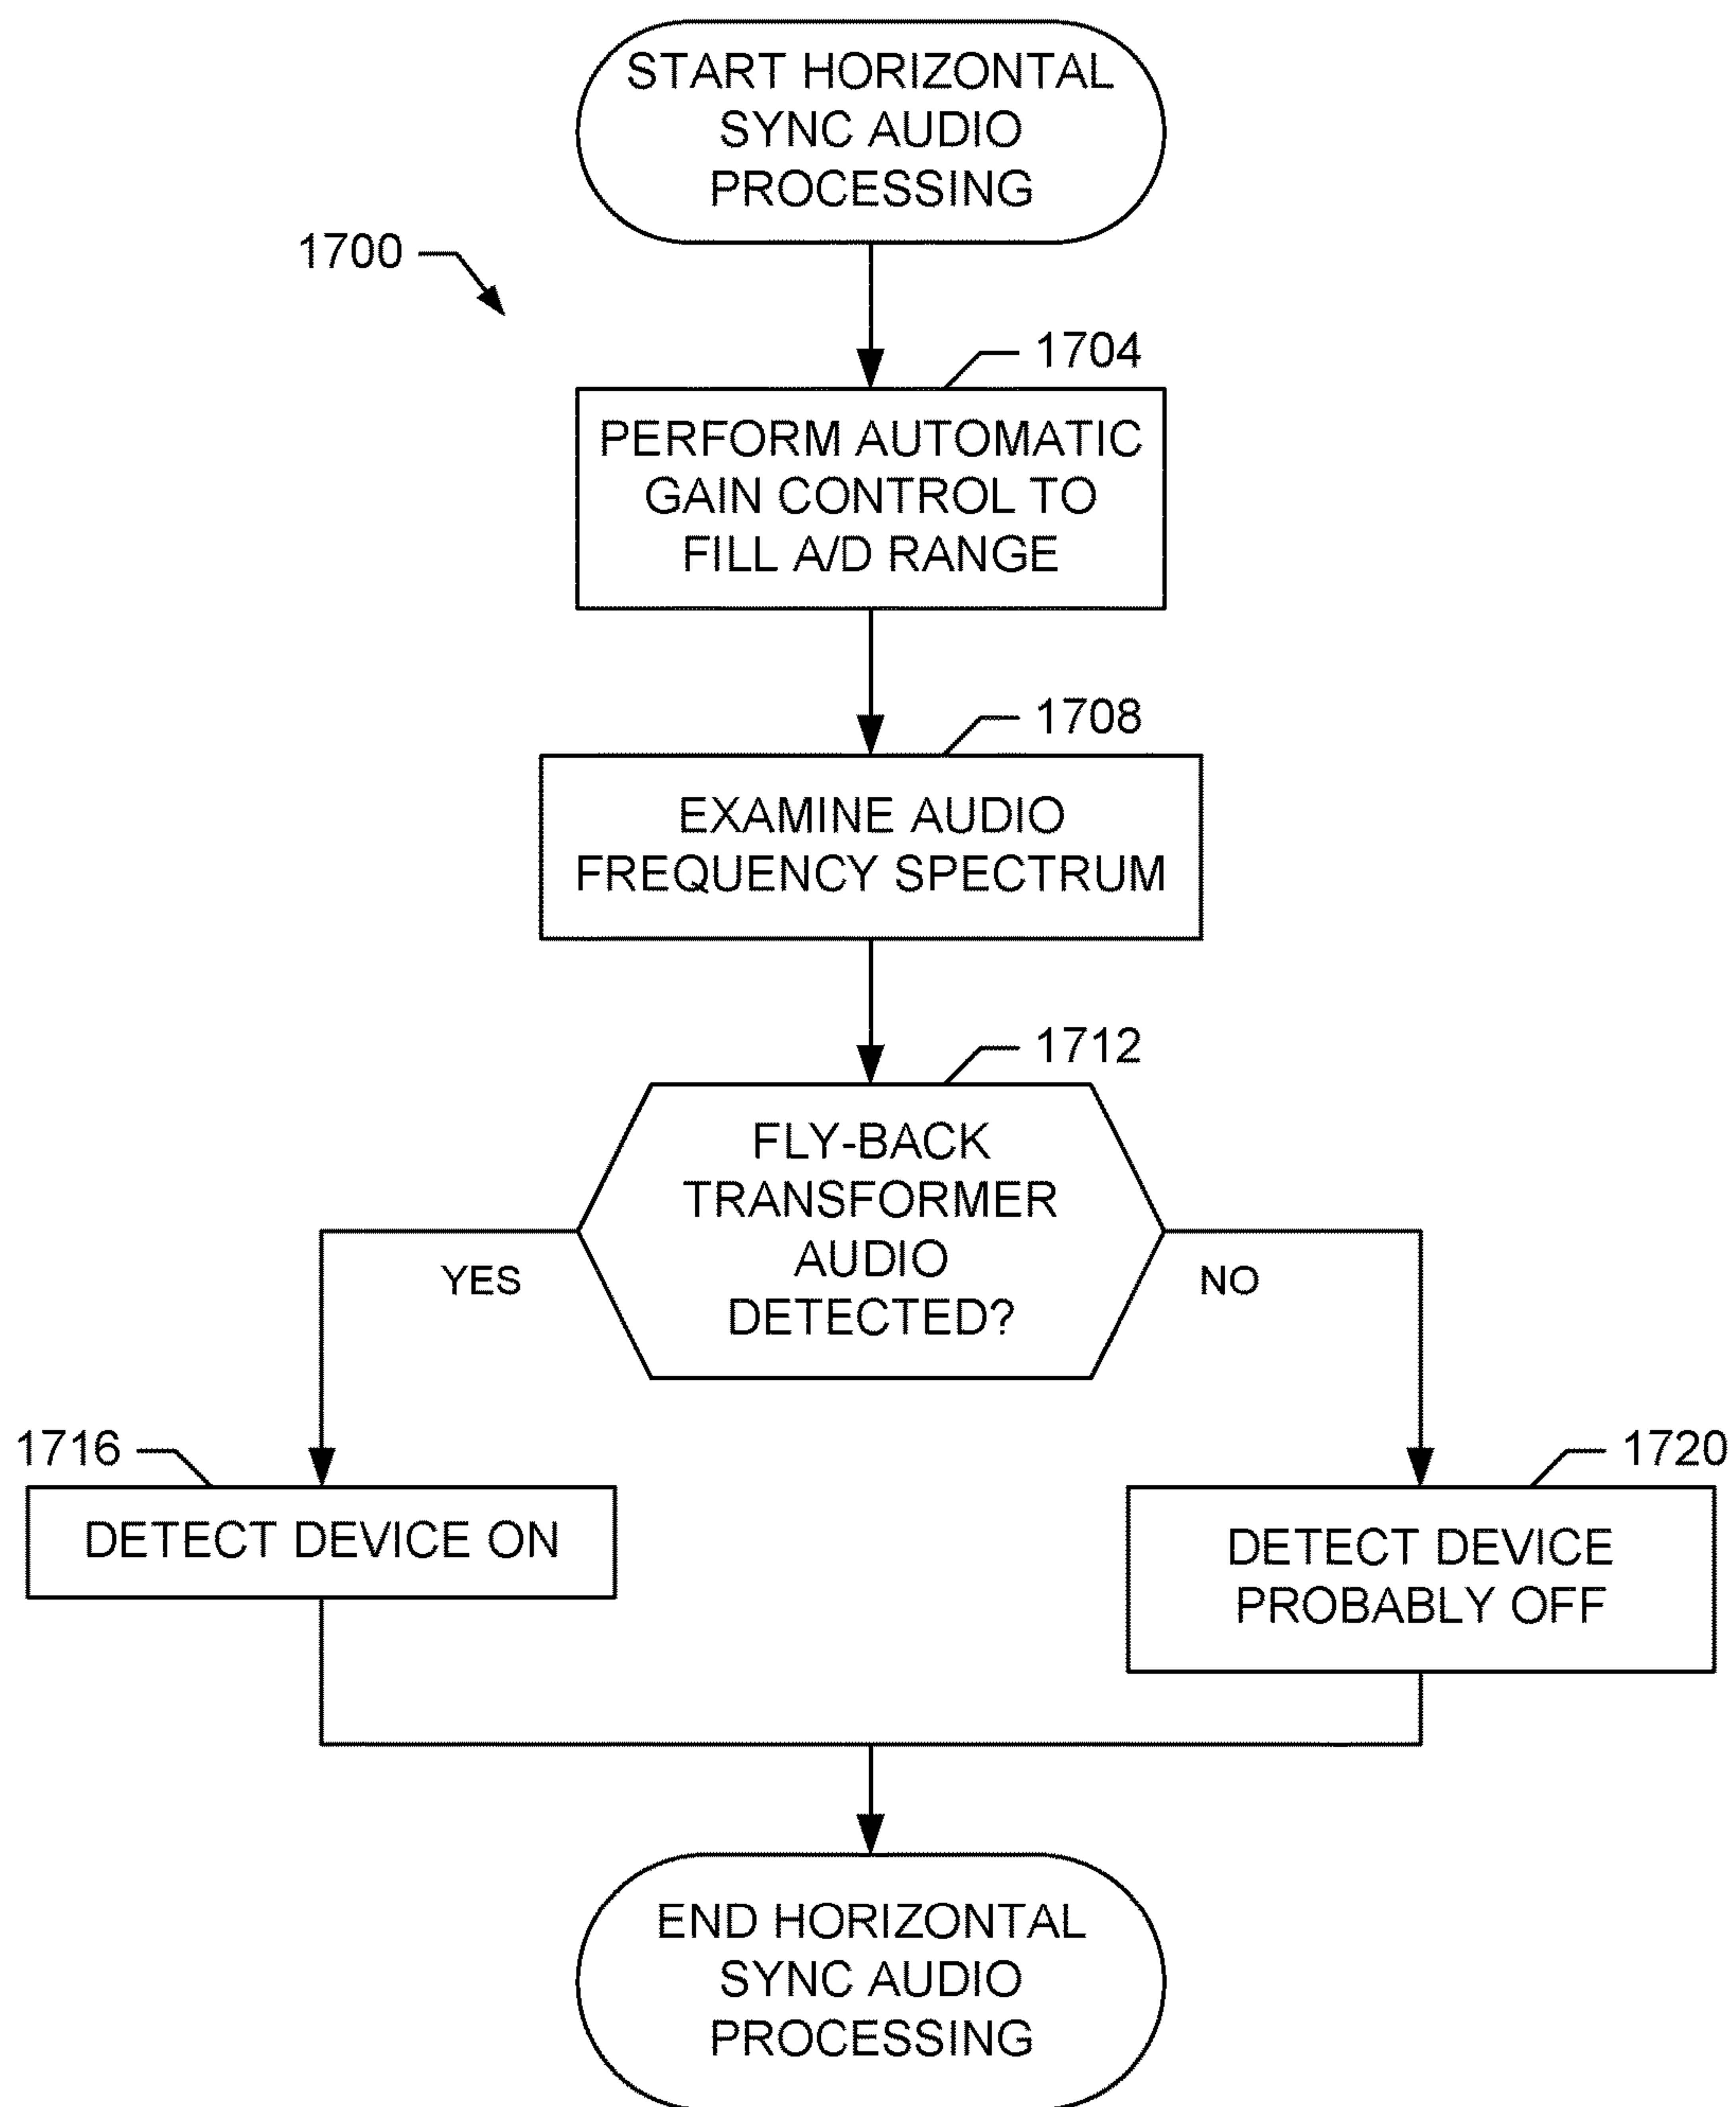 START HORIZONTAL
SYNC AUDIO
PROCESSING
1700
1704
PERFORM AUTOMATIC
GAIN CONTROL TO
FILL A/D RANGE
1708
EXAMINE AUDIO
FREQUENCY SPECTRUM
1712
FLY-BACK
TRANSFORMER
AUDIO
DETECTED?
YES
NO
1716
DETECT DEVICE ON
1720
DETECT DEVICE
PROBABLY OFF
END HORIZONTAL
SYNC AUDIO
PROCESSING